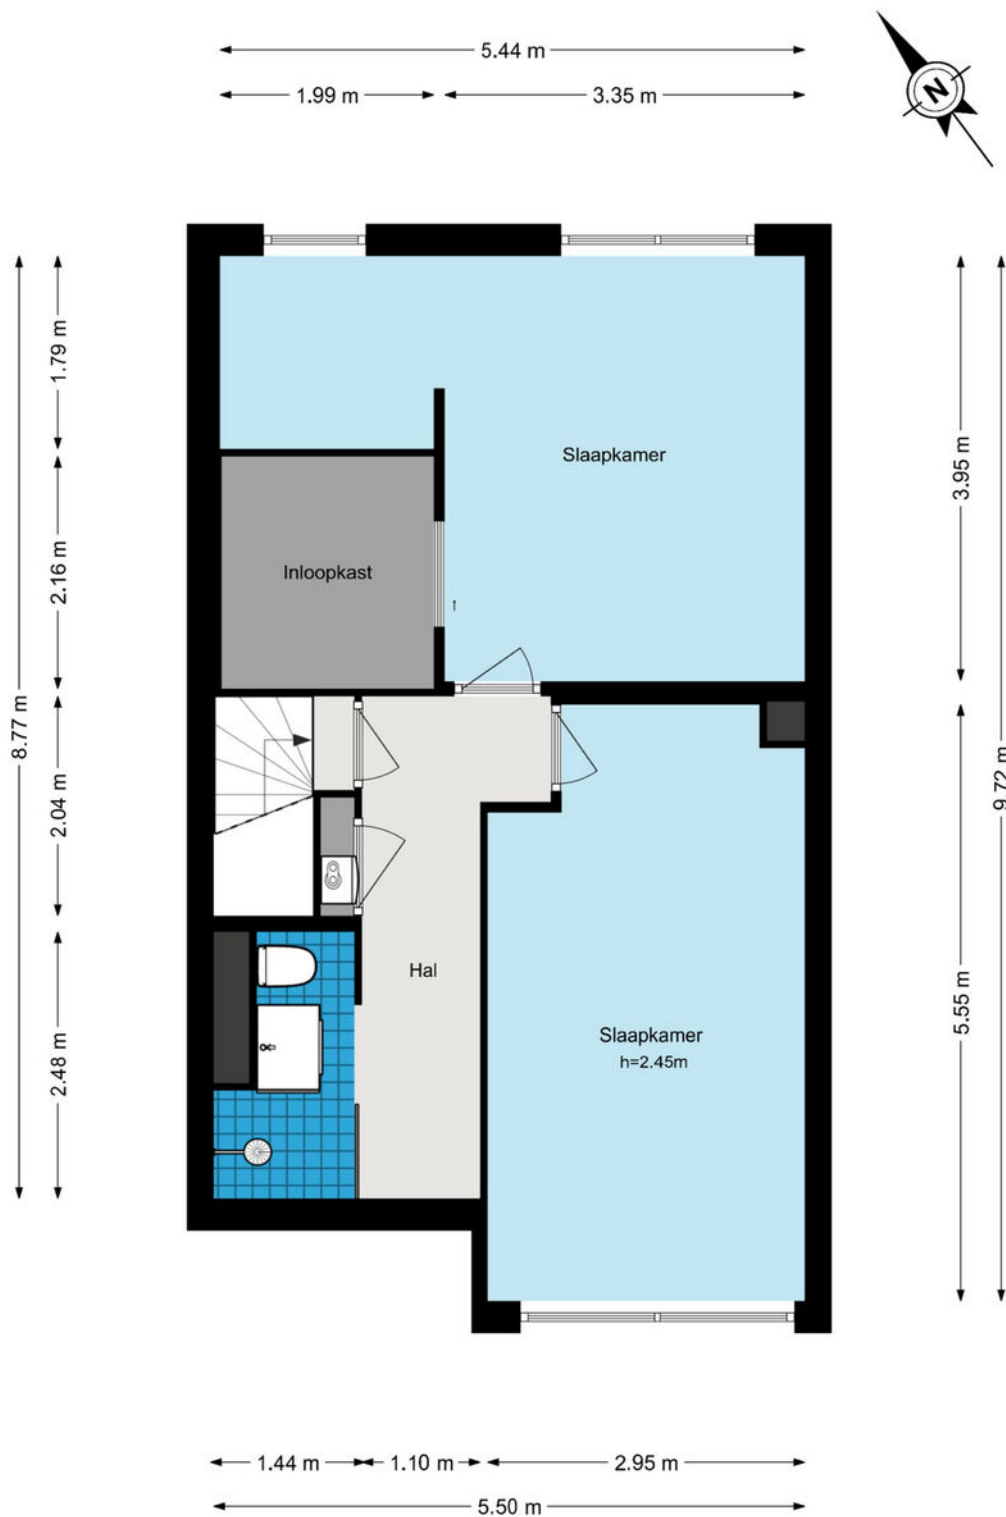 5.44 m
1.99 m
3.35 m
N
1.79 m
2.16 m
8.77 m
2.04 m
2.48 m
Slaapkamer
Inloopkast
3.95 m
9.72 m
5.55 m
Hal
Slaapkamer
h=2.45m
1.44 m
1.10 m
2.95 m
5.50 m